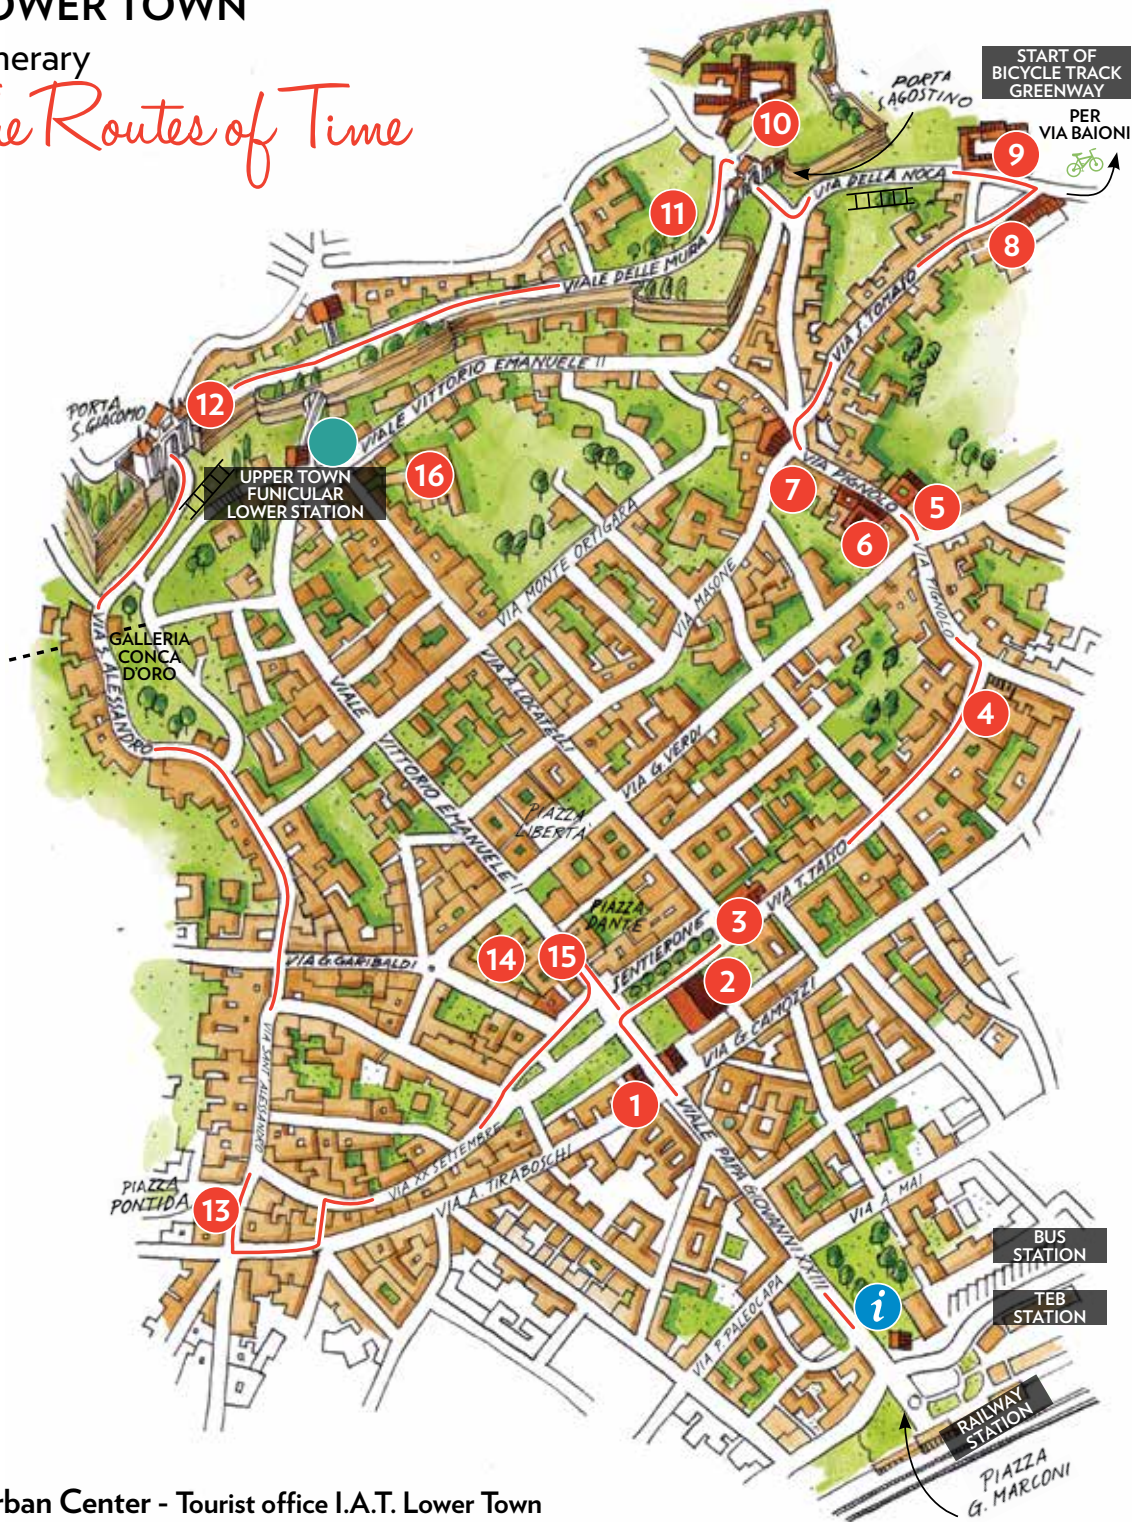 OWER TOWN
nerary
e Routes of Time
START OF
BICYCLE TRACK
GREENWAY
PER
VIA BAIONI
PORTA
S.AGOSTINO
10
9
VIA DELLA NOCA
11
8
VIALE DELLE MURA
VIA S. TOMASO
12
PORTA
S. GIACOMO
VIALE VITTORIO EMANUELE II
UPPER TOWN
FUNICULAR
LOWER STATION
16
7
VIA PIGNOLO
5
6
VIA PIGNOLO
VIA MONTE ORTIGARA
VIA MASONE
GALLERIA
CONCA
D'ORO
VIA S. ALESSANDRO
VIA A. LOCATELLI
4
VIALE VITTORIO EMANUELE II
VIA G. VERDI
PIAZZA
LIBERTÀ
VIA T. TASSO
PIAZZA
DANTE
SENTIERONE
3
14
15
2
VIA G. GARIBALDI
VIA G. CAMOZZI
1
VIA SANT'ALESSANDRO
VIALE PAPA GIOVANNI XXIII
VIA XX SETTEMBRE
VIA A. TIRABOSCHI
PIAZZA
PONTIDA
13
VIA A. MAI
BUS
STATION
TEB
STATION
i
VIA P. PALEOCAPA
RAILWAY
STATION
PIAZZA
G. MARCONI
rban Center - Tourist office I.A.T. Lower Town